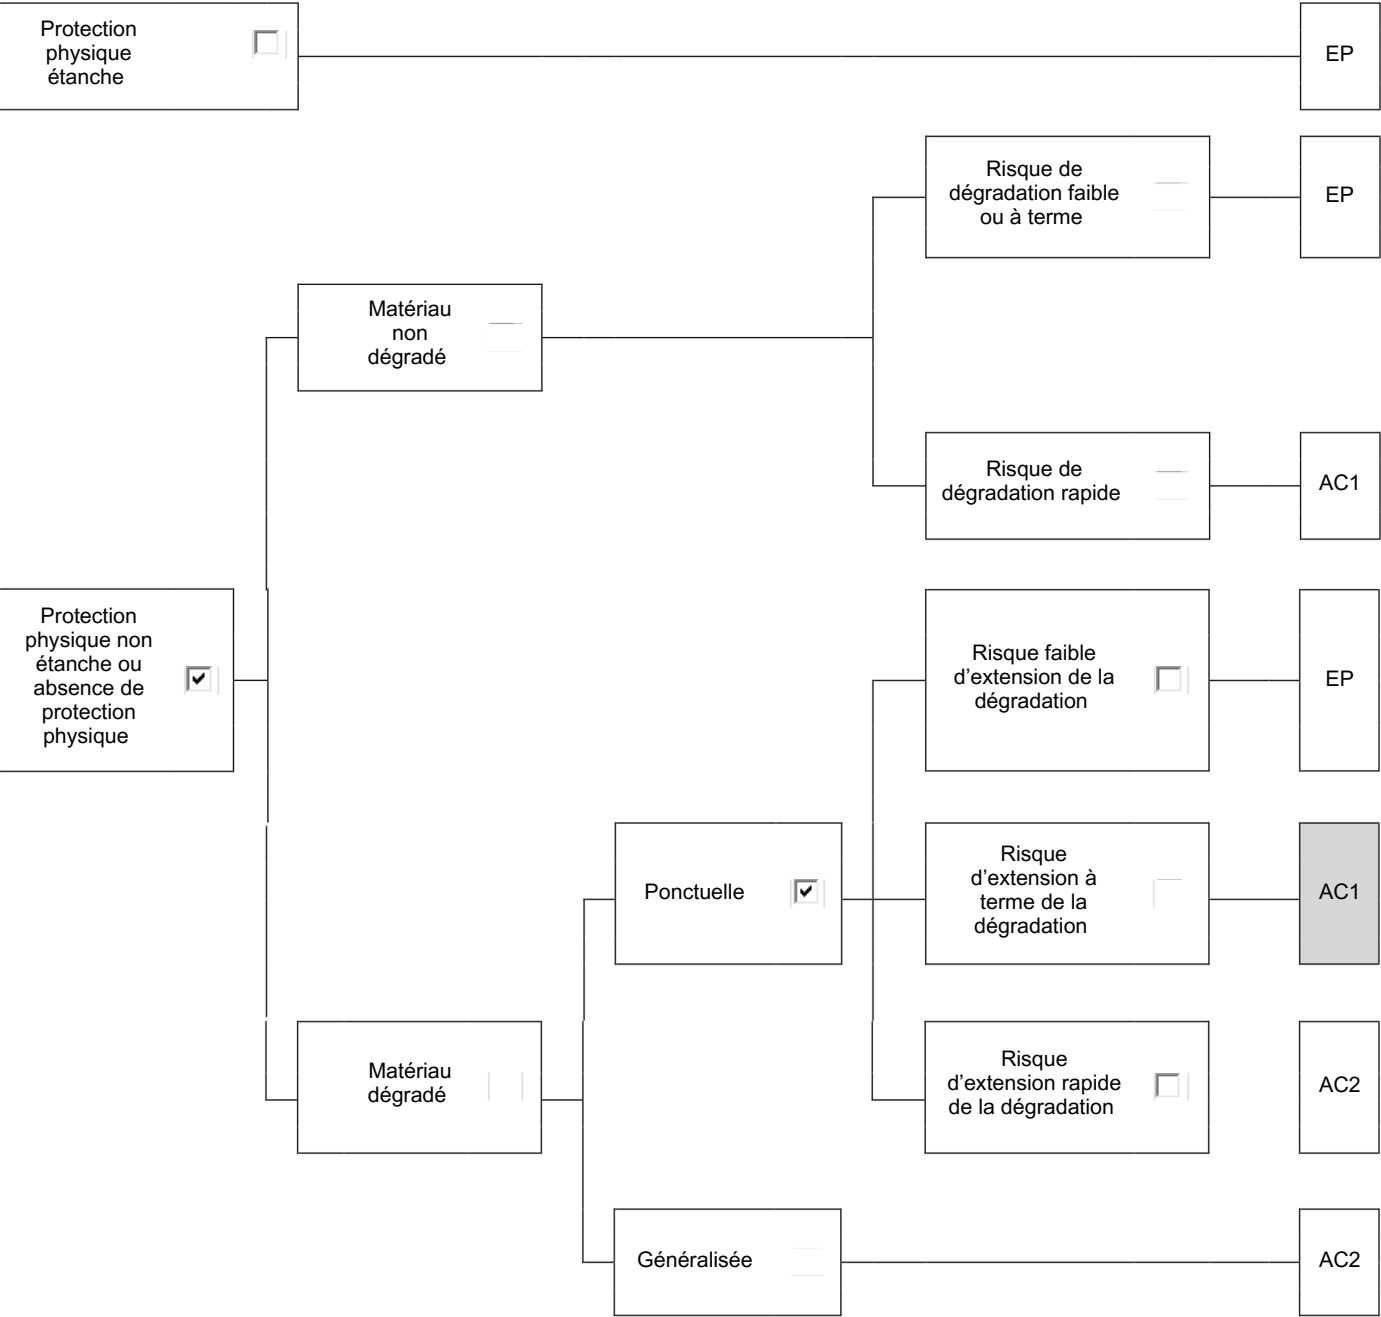 Protection
physique
étanche
EP
Risque de
dégradation faible
ou à terme
EP
Matériau
non
dégradé
Risque de
dégradation rapide
AC1
Protection
physique non
étanche ou
absence de
protection
physique
Risque faible
d’extension de la
dégradation
EP
Ponctuelle
Risque
d’extension à
terme de la
dégradation
AC1
Matériau
dégradé
Risque
d’extension rapide
de la dégradation
AC2
Généralisée
AC2